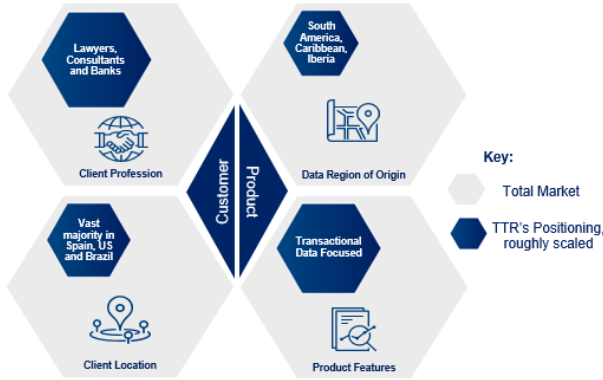 Lawyers,
Consultants
and Banks
Client Profession
South
America,
Caribbean,
Iberia
Data Region of Origin
Customer
Product
Vast
majority in
Spain, US
and Brazil
Client Location
Transactional
Data Focused
Product Features
Key:
Total Market
TTR's Positioning,
roughly scaled